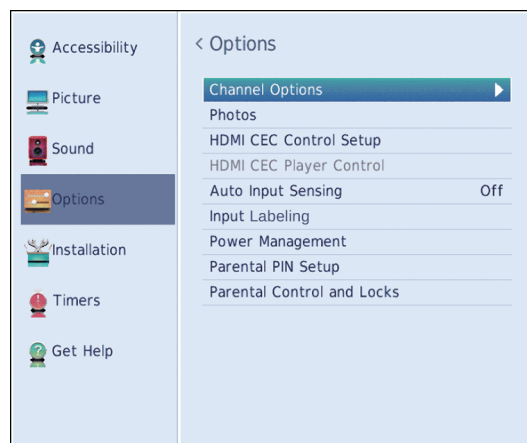 Accessibility
Picture
Sound
Options
Installation
Timers
Get Help
< Options
Channel Options
Photos
HDMI CEC Control Setup
HDMI CEC Player Control
Auto Input Sensing Off
Input Labeling
Power Management
Parental PIN Setup
Parental Control and Locks